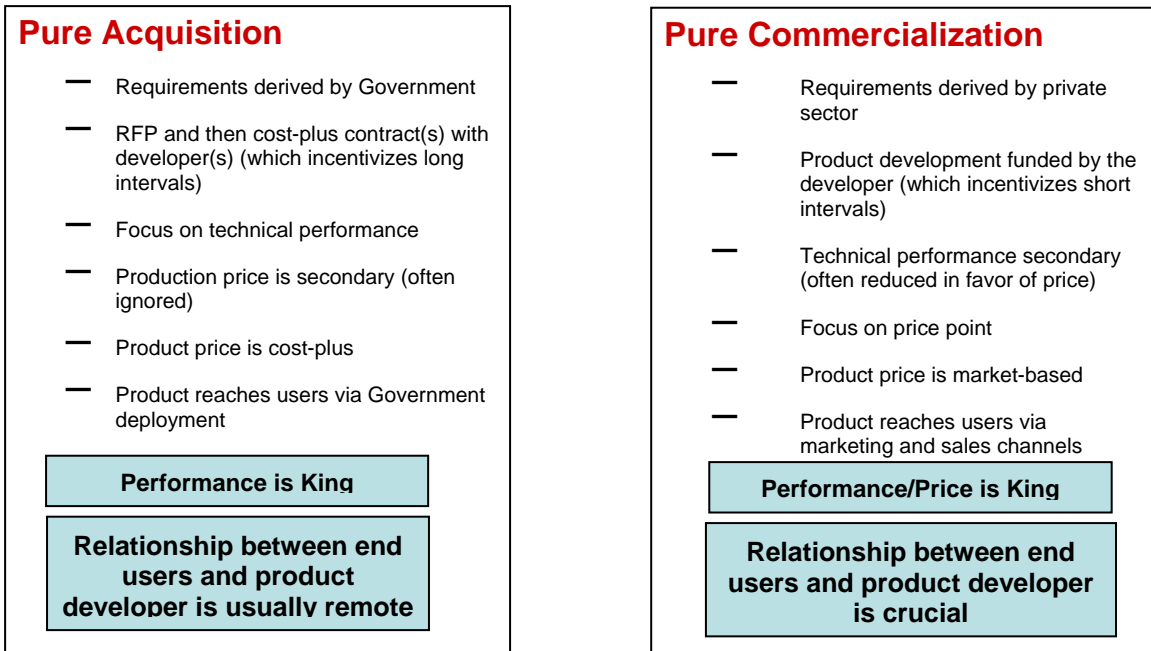 Pure Acquisition
— Requirements derived by Government
— RFP and then cost-plus contract(s) with
developer(s) (which incentivizes long
intervals)
— Focus on technical performance
— Production price is secondary (often
ignored)
— Product price is cost-plus
— Product reaches users via Government
deployment
Performance is King
Relationship between end
users and product
developer is usually remote
Pure Commercialization
— Requirements derived by private
sector
— Product development funded by the
developer (which incentivizes short
intervals)
— Technical performance secondary
(often reduced in favor of price)
— Focus on price point
— Product price is market-based
— Product reaches users via
marketing and sales channels
Performance/Price is King
Relationship between end
users and product developer
is crucial